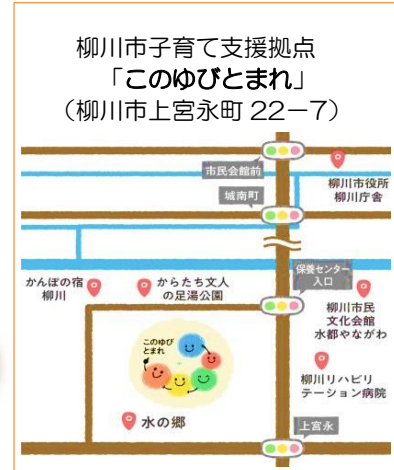 柳川市子育て支援拠点
「このゆびとまれ」
（柳川市上宮永町 22－7）
市民会館前
柳川市役所
柳川庁舎
城南町
保養センター
入口
かんぽの宿
柳川
からたち文人
の足湯公園
柳川市民
文化会館
水都やながわ
このゆび
とまれ
柳川リハビリ
テーション病院
水の郷
上宮永